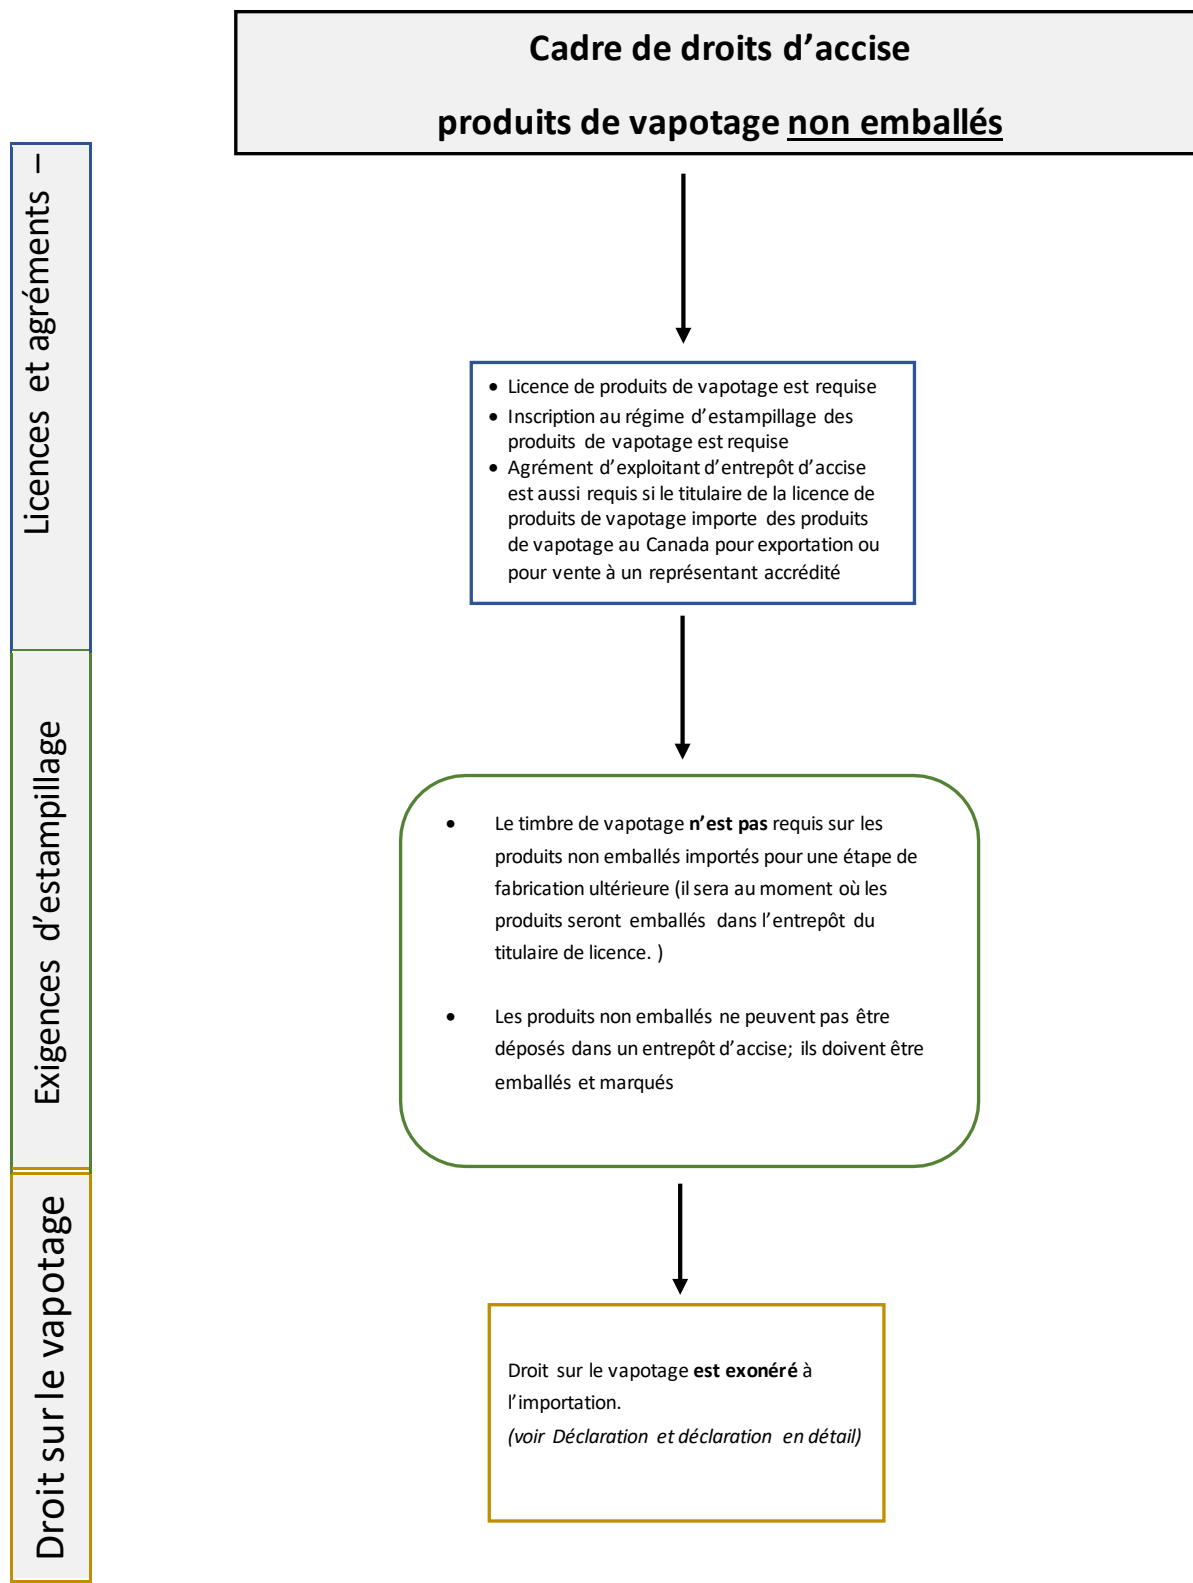 Cadre de droits d’accise
produits de vapotage non emballés
Licences et agréments –
• Licence de produits de vapotage est requise
• Inscription au régime d’estampillage des
produits de vapotage est requise
• Agrément d’exploitant d’entrepôt d’accise
est aussi requis si le titulaire de la licence de
produits de vapotage importe des produits
de vapotage au Canada pour exportation ou
pour vente à un représentant accrédité
Exigences d’estampillage
• Le timbre de vapotage n’est pas requis sur les
produits non emballés importés pour une étape de
fabrication ultérieure (il sera au moment où les
produits seront emballés dans l’entrepôt du
titulaire de licence. )
• Les produits non emballés ne peuvent pas être
déposés dans un entrepôt d’accise; ils doivent être
emballés et marqués
Droit sur le vapotage
Droit sur le vapotage est exonéré à
l’importation.
(voir Déclaration et déclaration en détail)